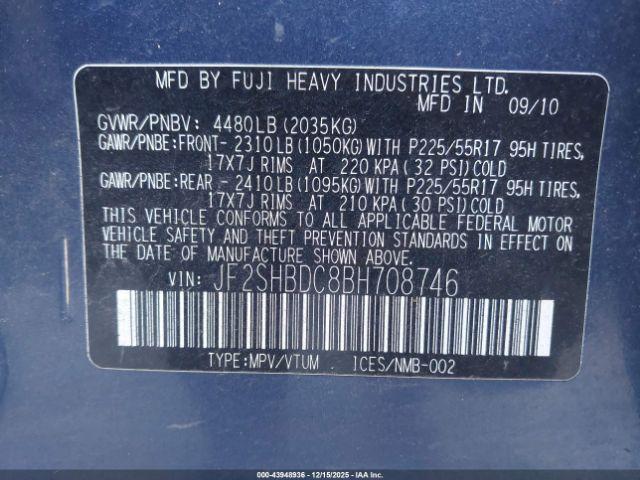 MFD BY FUJI HEAVY INDUSTRIES LTD.
MFD IN 09/10
GVWR/PNBV: 4480LB(2035KG)
GAWR/PNBE:FRONT- 2310LB(1050KG)WITH P225/55R17 95H TIRES,
17X7J RIMS AT 220 KPA(32 PSI)COLD
GAWR/PNBE:REAR - 2410LB(1095KG)WITH P225/55R17 95H TIRES,
17X7J RIMS AT 210 KPA(30 PSI)COLD
THIS VEHICLE CONFORMS TO ALL APPLICABLE FEDERAL MOTOR
VEHICLE SAFETY AND THEFT PREVENTION STANDARDS IN EFFECT ON
THE DATE OF MANUFACTURE SHOWN ABOVE.
VIN: JF2SHBDC8BH708746
TYPE:MPV/VTUM ICES/NMB-002
000-43948936 - 12/15/2025 - IAAI.COM